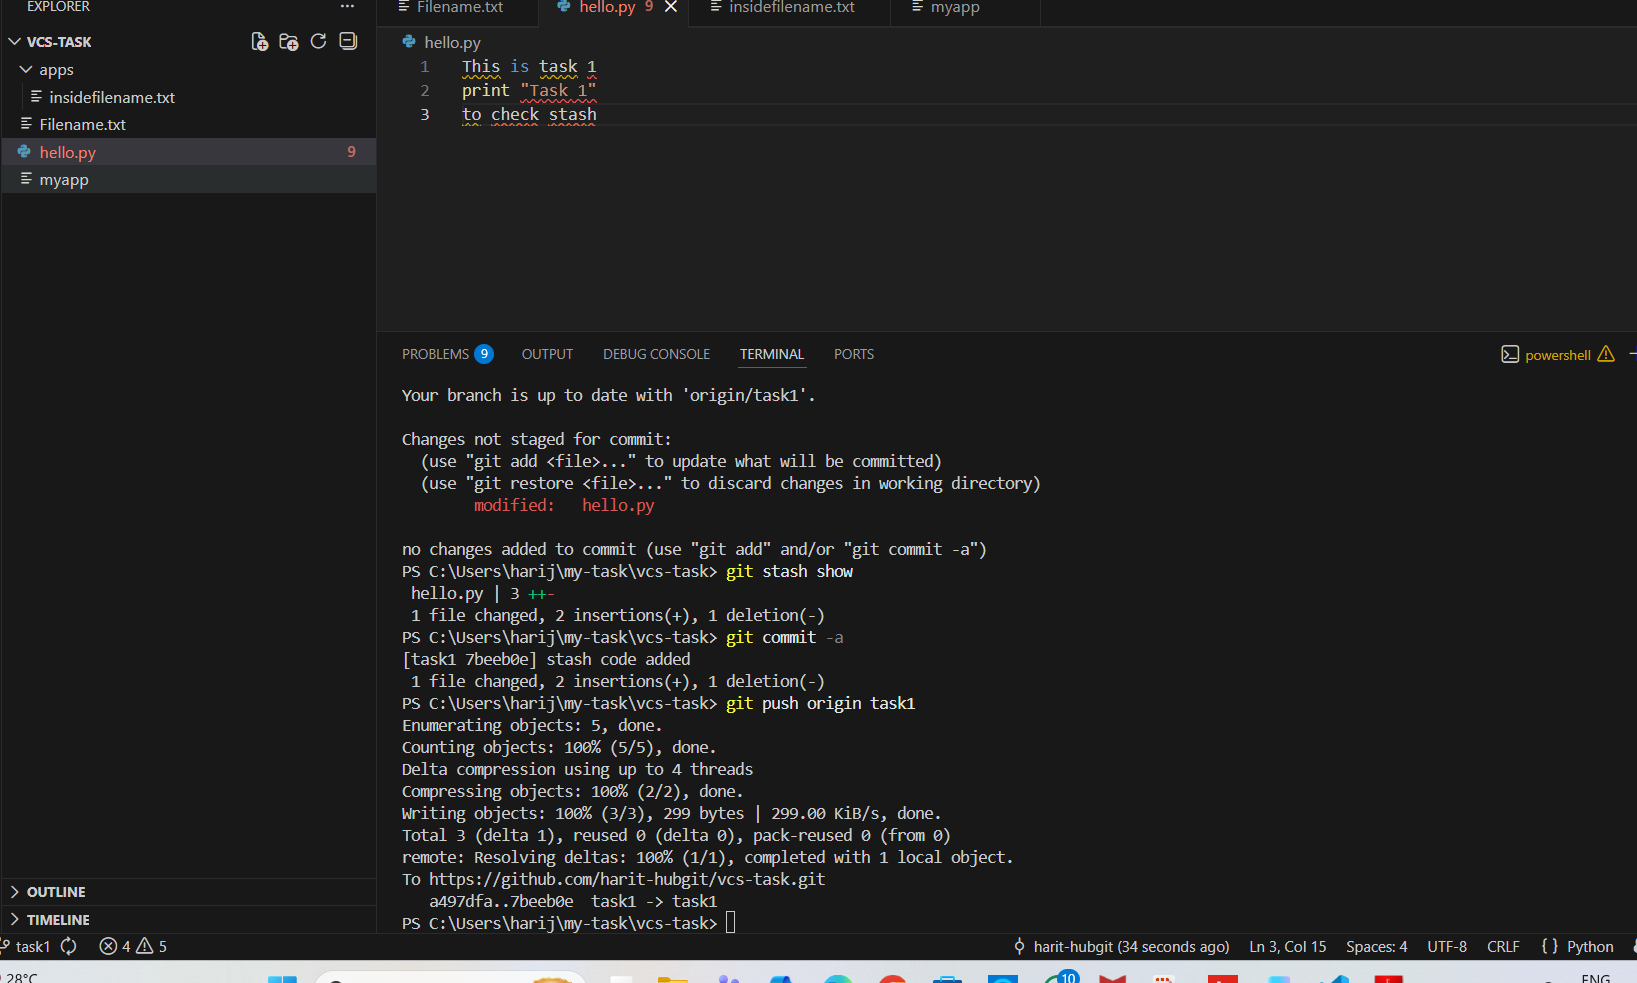 EXPLORER
Filename.txt
hello.py 9
insidefilename.txt
myapp
VCS-TASK
apps
insidefilename.txt
Filename.txt
hello.py 9
myapp
hello.py
1 This is task 1
2 print "Task 1"
3 to check stash
PROBLEMS 9 OUTPUT DEBUG CONSOLE TERMINAL PORTS
powershell
Your branch is up to date with 'origin/task1'.
Changes not staged for commit:
(use "git add <file>..." to update what will be committed)
(use "git restore <file>..." to discard changes in working directory)
modified: hello.py
no changes added to commit (use "git add" and/or "git commit -a")
PS C:\Users\harij\my-task\vcs-task> git stash show
hello.py | 3 ++-
1 file changed, 2 insertions(+), 1 deletion(-)
PS C:\Users\harij\my-task\vcs-task> git commit -a
[task1 7beeb0e] stash code added
1 file changed, 2 insertions(+), 1 deletion(-)
PS C:\Users\harij\my-task\vcs-task> git push origin task1
Enumerating objects: 5, done.
Counting objects: 100% (5/5), done.
Delta compression using up to 4 threads
Compressing objects: 100% (2/2), done.
Writing objects: 100% (3/3), 299 bytes | 299.00 KiB/s, done.
Total 3 (delta 1), reused 0 (delta 0), pack-reused 0 (from 0)
remote: Resolving deltas: 100% (1/1), completed with 1 local object.
To https://github.com/harit-hubgit/vcs-task.git
a497dfa..7beeb0e task1 -> task1
PS C:\Users\harij\my-task\vcs-task>
OUTLINE
TIMELINE
task1 4 5 harit-hubgit (34 seconds ago) Ln 3, Col 15 Spaces: 4 UTF-8 CRLF {} Python
28°C
10
ENG